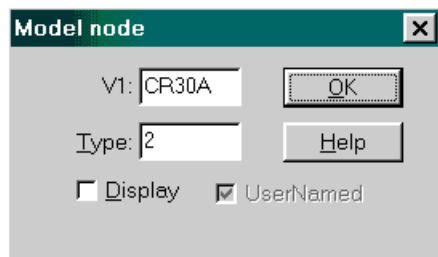 Model node
V1: CR30A OK
Type: 2 Help
Display UserNamed